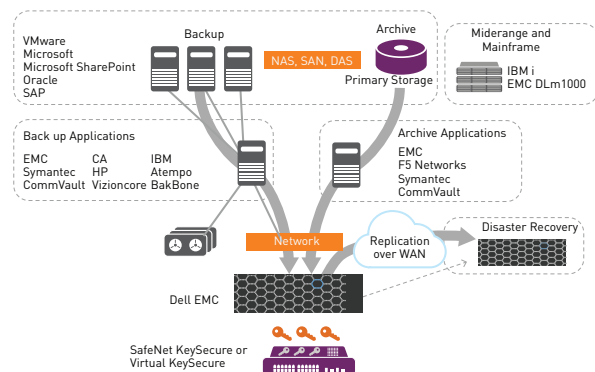 VMware
Microsoft
Microsoft SharePoint
Oracle
SAP
Backup
NAS, SAN, DAS
Archive
Primary Storage
Miderange and
Mainframe
IBM i
EMC DLm1000
Back up Applications
EMC CA IBM
Symantec HP Atempo
CommVault Vizioncore BakBone
Archive Applications
EMC
F5 Networks
Symantec
CommVault
Network
Replication
over WAN
Disaster Recovery
Dell EMC
SafeNet KeySecure or
Virtual KeySecure